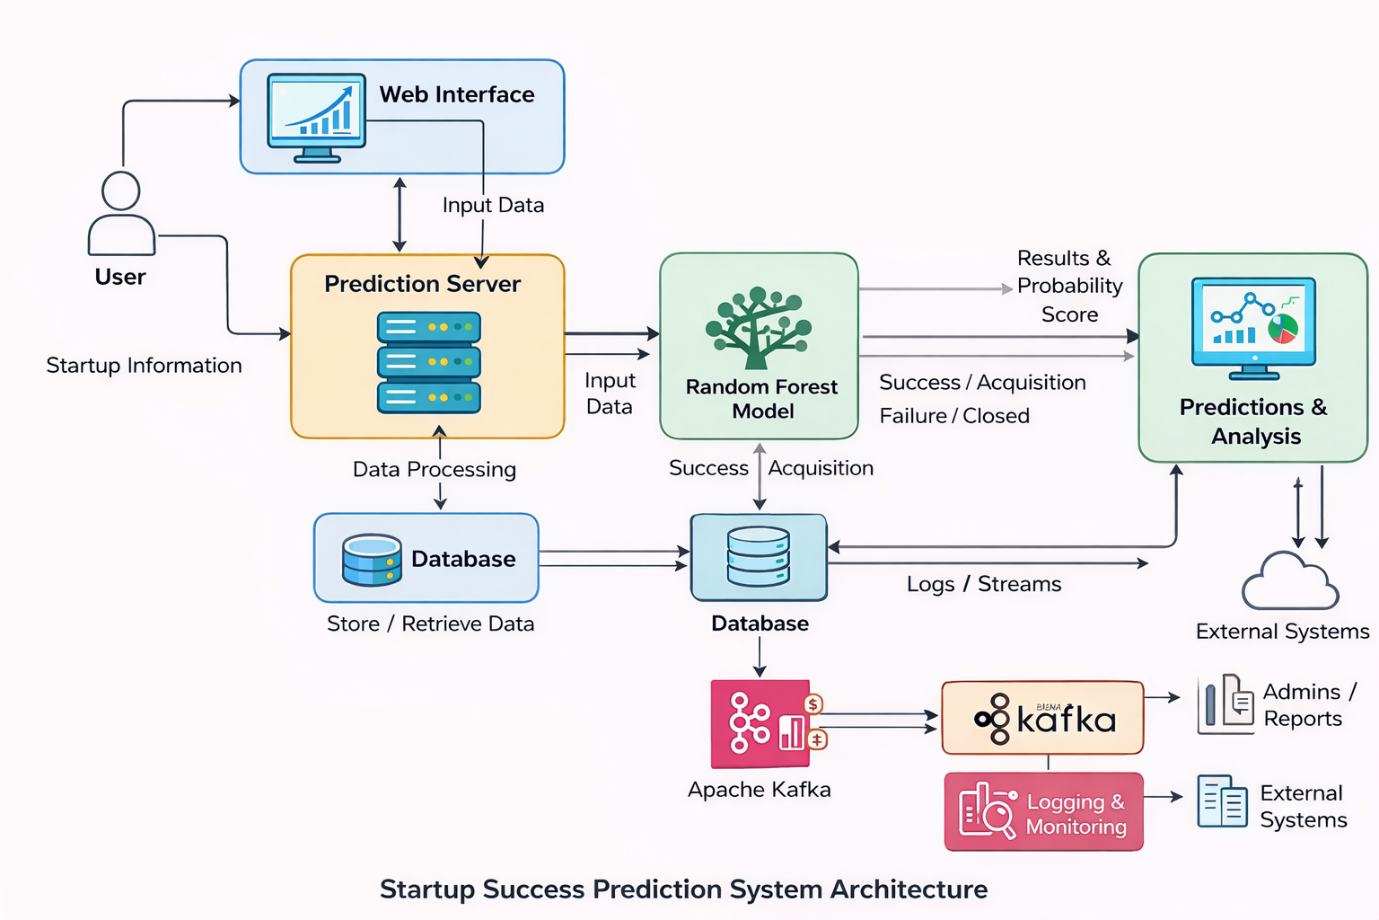 Web Interface
Input Data
User
Startup Information
Prediction Server
Input
Data
Random Forest
Model
Results &
Probability
Score
Success / Acquisition
Failure / Closed
Predictions &
Analysis
Data Processing
Success Acquisition
Database
Store / Retrieve Data
Database
Logs / Streams
External Systems
$
Apache Kafka
kafka
Admins /
Reports
Logging &
Monitoring
External
Systems
Startup Success Prediction System Architecture